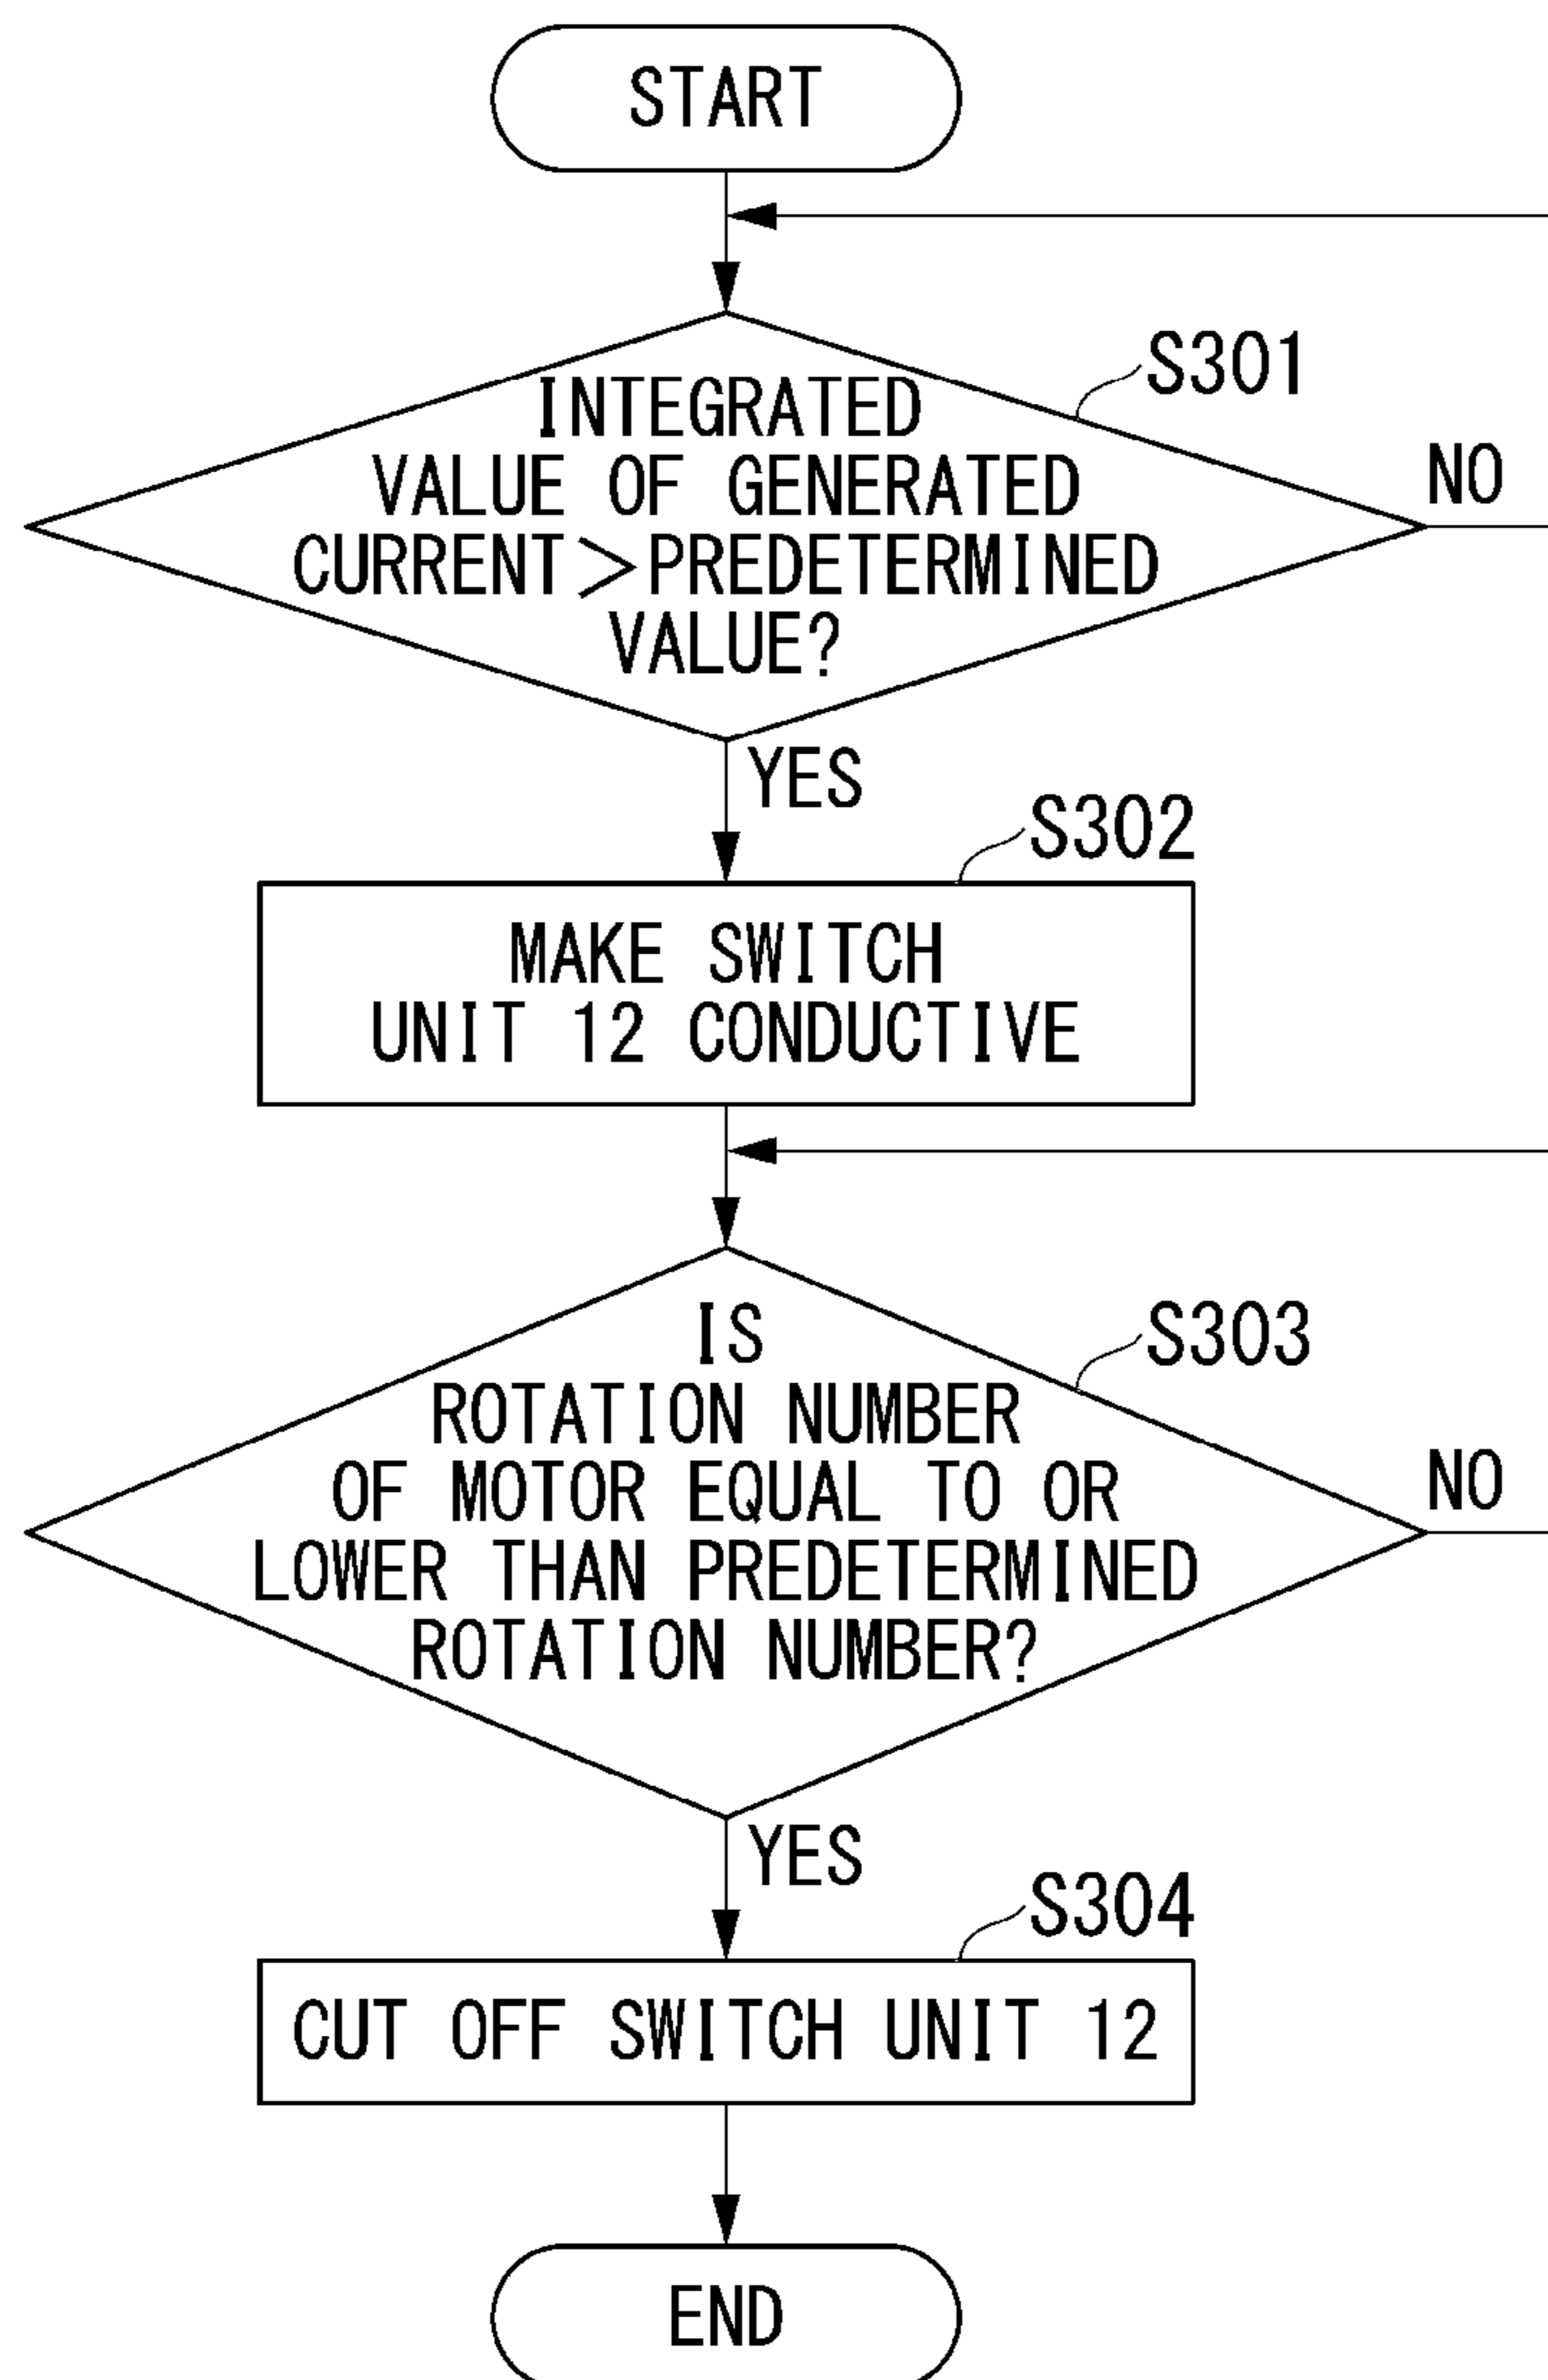 START
S301
INTEGRATED
VALUE OF GENERATED
CURRENT>PREDETERMINED
VALUE?
NO
YES
S302
MAKE SWITCH
UNIT 12 CONDUCTIVE
S303
IS
ROTATION NUMBER
OF MOTOR EQUAL TO OR
LOWER THAN PREDETERMINED
ROTATION NUMBER?
NO
YES
S304
CUT OFF SWITCH UNIT 12
END